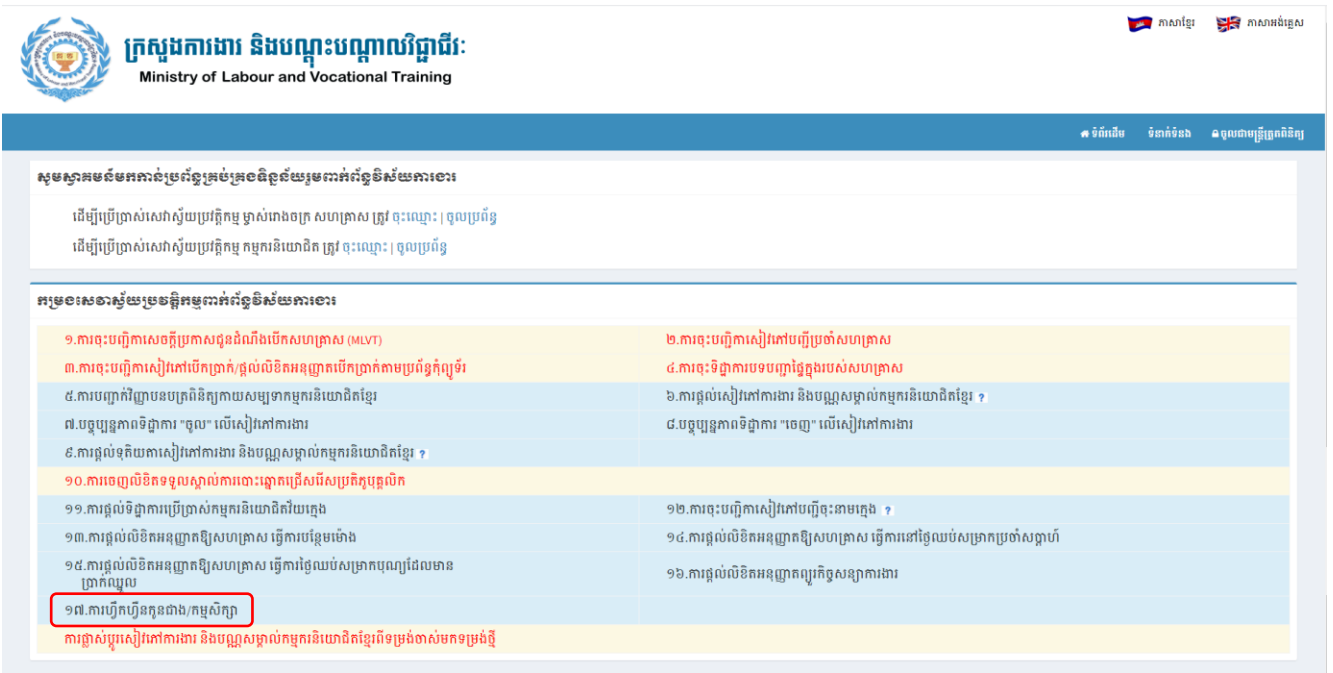 ភាសាខ្មែរ ភាសាអង់គ្លេស
ក្រសួងការងារ និងបណ្តុះបណ្តាលវិជ្ជាជីវៈ
Ministry of Labour and Vocational Training
ទំព័រដើម ទំនាក់ទំនង ចូលជាមន្ត្រីត្រួតពិនិត្យ
សូមស្វាគមន៍មកកាន់ប្រព័ន្ធគ្រប់គ្រងទិន្នន័យរួមពាក់ព័ន្ធវិស័យការងារ
ដើម្បីប្រើប្រាស់សេវាស្វ័យប្រវត្តិកម្ម ម្ចាស់រោងចក្រ សហគ្រាស ត្រូវ ចុះឈ្មោះ | ចូលប្រព័ន្ធ
ដើម្បីប្រើប្រាស់សេវាស្វ័យប្រវត្តិកម្ម កម្មករនិយោជិត ត្រូវ ចុះឈ្មោះ | ចូលប្រព័ន្ធ
កម្រងសេវាស្វ័យប្រវត្តិកម្មពាក់ព័ន្ធវិស័យការងារ
១.ការចុះបញ្ជិកាសេចក្តីប្រកាសជូនដំណឹងបើកសហគ្រាស (MLVT) ២.ការចុះបញ្ជិកាសៀវភៅបញ្ជីប្រចាំសហគ្រាស
៣.ការចុះបញ្ជិកាសៀវភៅបើកប្រាក់/ផ្តល់លិខិតអនុញ្ញាតបើកប្រាក់តាមប្រព័ន្ធកុំព្យូទ័រ ៤.ការចុះទិដ្ឋាការបទបញ្ជាផ្ទៃក្នុងរបស់សហគ្រាស
៥.ការបញ្ជាក់វិញ្ញាបនបត្រពិនិត្យកាយសម្បទាកម្មករនិយោជិតខ្មែរ ៦.ការផ្តល់សៀវភៅការងារ និងបណ្ណសម្គាល់កម្មករនិយោជិតខ្មែរ ?
៧.បច្ចុប្បន្នភាពទិដ្ឋាការ "ចូល" លើសៀវភៅការងារ ៨.បច្ចុប្បន្នភាពទិដ្ឋាការ "ចេញ" លើសៀវភៅការងារ
៩.ការផ្តល់ទុតិយតាសៀវភៅការងារ និងបណ្ណសម្គាល់កម្មករនិយោជិតខ្មែរ ?
១០.ការចេញលិខិតទទួលស្គាល់ការបោះឆ្នោតជ្រើសរើសប្រតិភូបុគ្គលិក
១១.ការផ្តល់ទិដ្ឋាការប្រើប្រាស់កម្មករនិយោជិតវ័យក្មេង ១២.ការចុះបញ្ជិកាសៀវភៅបញ្ជីចុះនាមក្មេង ?
១៣.ការផ្តល់លិខិតអនុញ្ញាតឱ្យសហគ្រាស ធ្វើការបន្ថែមម៉ោង ១៤.ការផ្តល់លិខិតអនុញ្ញាតឱ្យសហគ្រាស ធ្វើការនៅថ្ងៃឈប់សម្រាកប្រចាំសប្តាហ៍
១៥.ការផ្តល់លិខិតអនុញ្ញាតឱ្យសហគ្រាស ធ្វើការថ្ងៃឈប់សម្រាកបុណ្យដែលមាន
ប្រាក់ឈ្នួល
១៦.ការផ្តល់លិខិតអនុញ្ញាតព្យួរកិច្ចសន្យាការងារ
១៧.ការហ្វឹកហ្វឺនកូនជាង/កម្មសិក្សា
ការផ្លាស់ប្តូរសៀវភៅការងារ និងបណ្ណសម្គាល់កម្មករនិយោជិតខ្មែរពីទម្រង់ចាស់មកទម្រង់ថ្មី